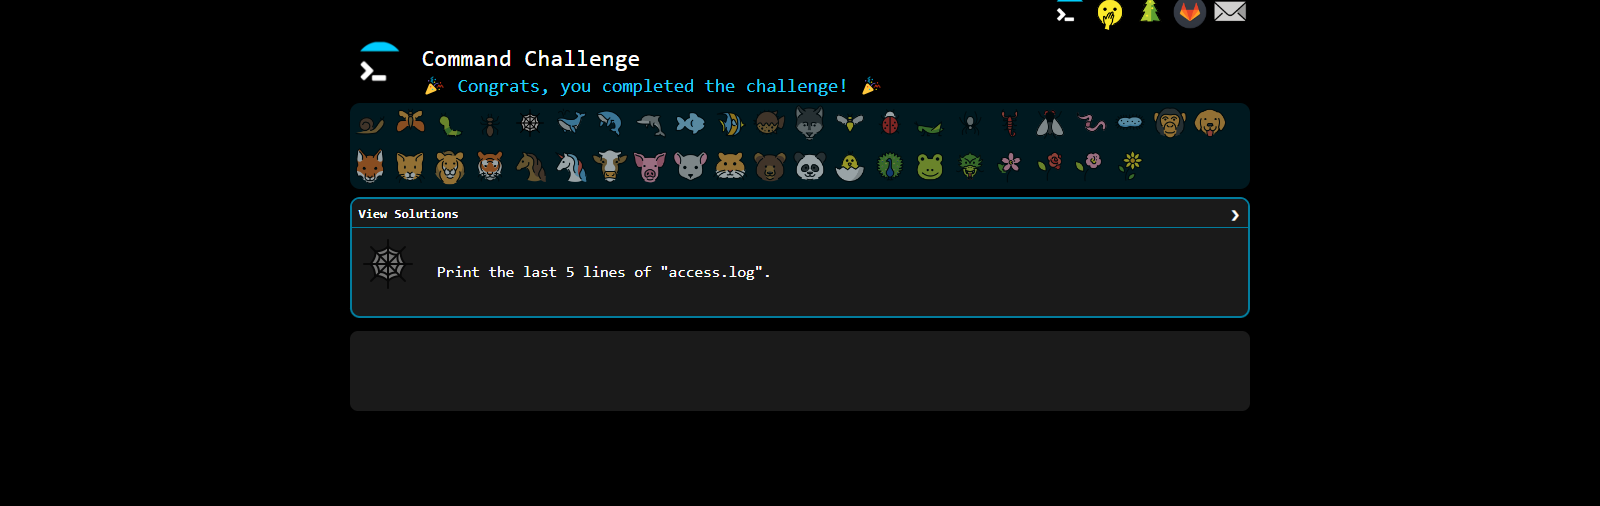 Command Challenge
Congrats, you completed the challenge!
View Solutions
Print the last 5 lines of "access.log".